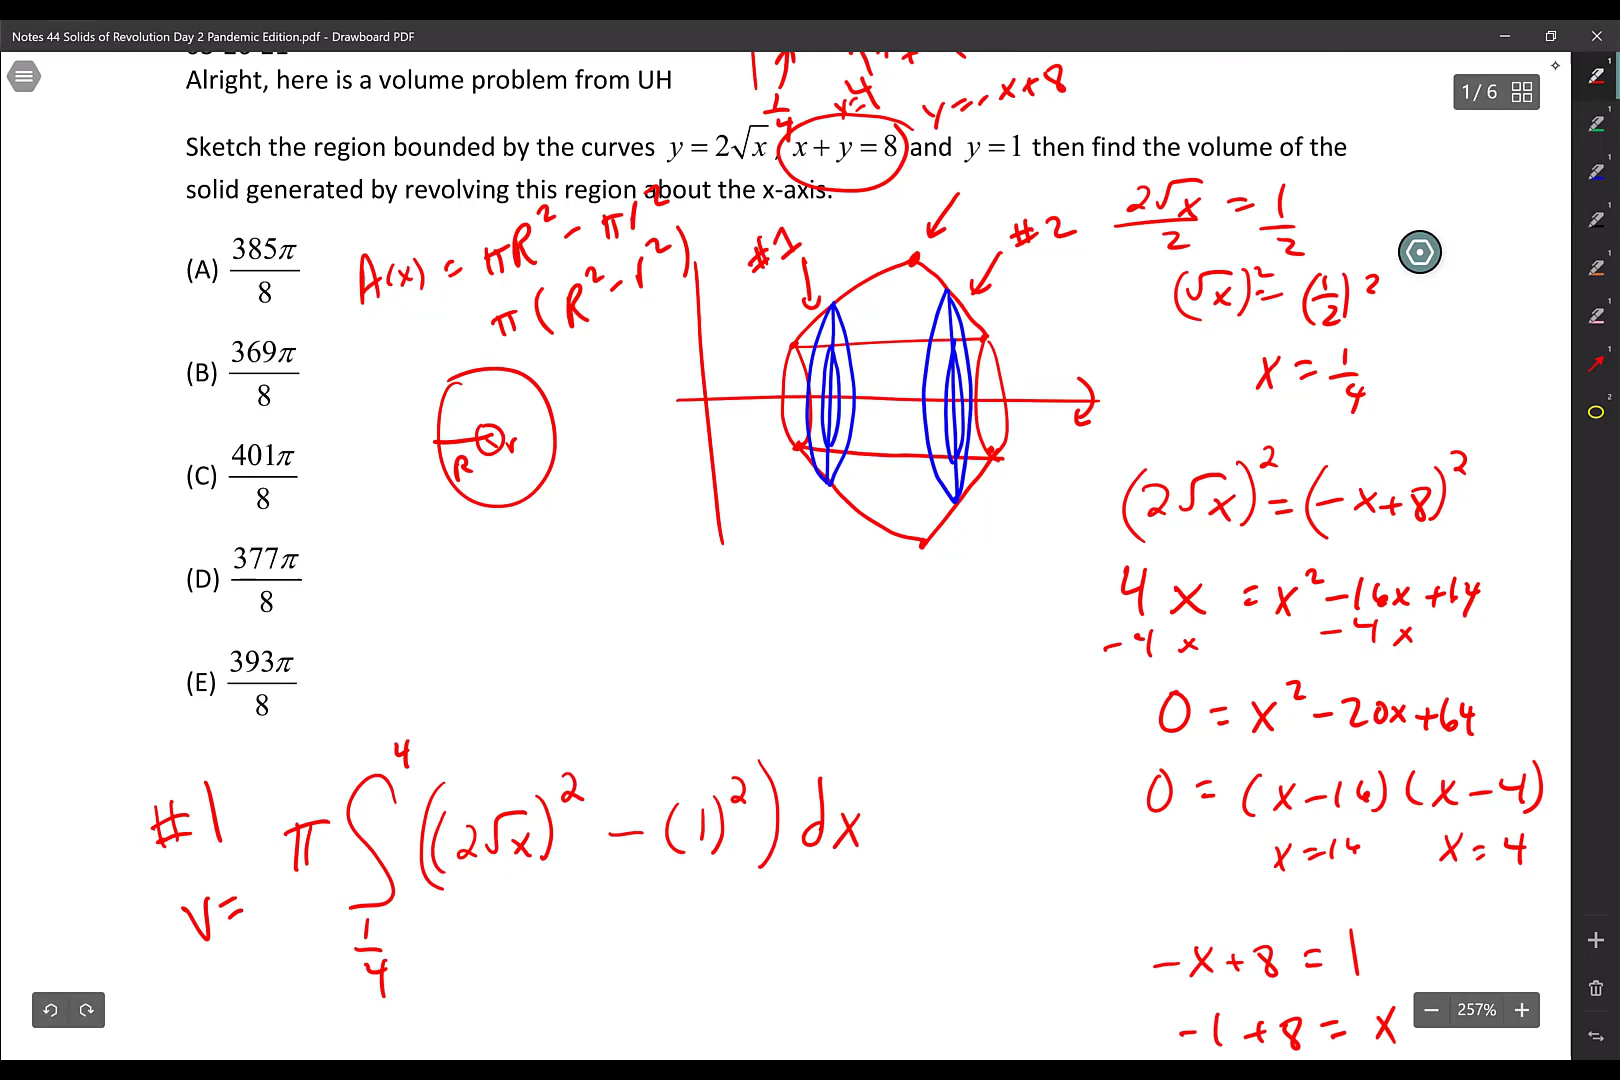 Notes 44 Solids of Revolution Day 2 Pandemic Edition.pdf - Drawboard PDF
Alright, here is a volume problem from UH
1/6
1/4
x=4
y=-x+8
Sketch the region bounded by the curves y = 2√x, x + y = 8 and y = 1 then find the volume of the
solid generated by revolving this region about the x-axis.
(A) 385π/8
(B) 369π/8
(C) 401π/8
(D) 377π/8
(E) 393π/8
A(x) = πR² - πr²
π(R² - r²)
R r
#1
#2
2√x/2 = 1/2
(√x)² = (1/2)²
x = 1/4
(2√x)² = (-x+8)²
4x = x² - 16x + 64
-4x -4x
0 = x² - 20x + 64
0 = (x-16)(x-4)
x=16 x=4
-x+8 = 1
-1+8 = x
#1
V= π∫_{1/4}^{4} ((2√x)² - (1)²) dx
257%